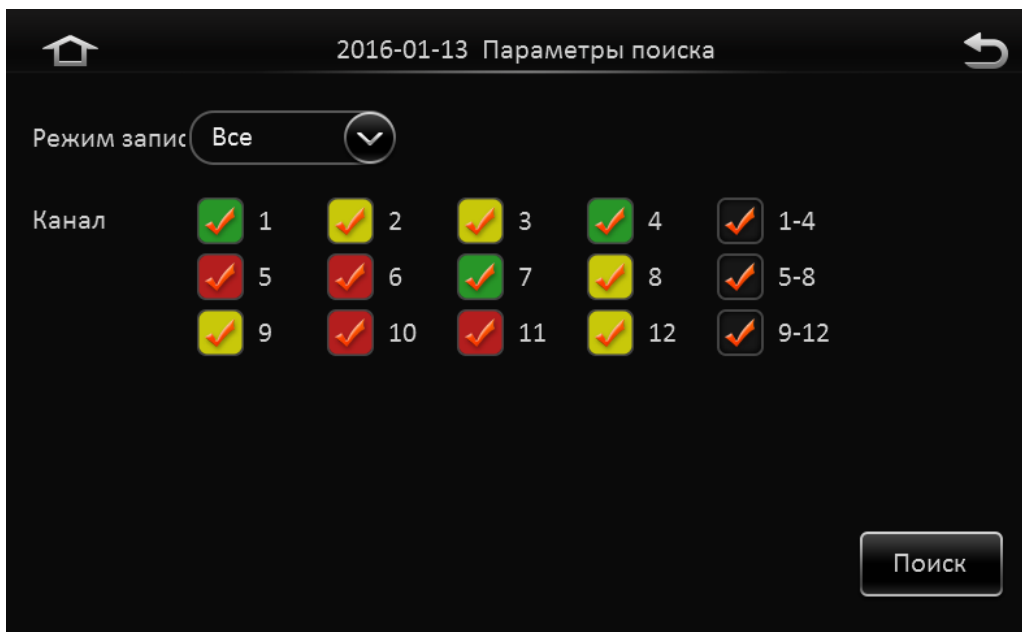 2016-01-13 Параметры поиска
Режим запис Все
Канал 1 2 3 4 1-4
5 6 7 8 5-8
9 10 11 12 9-12
Поиск